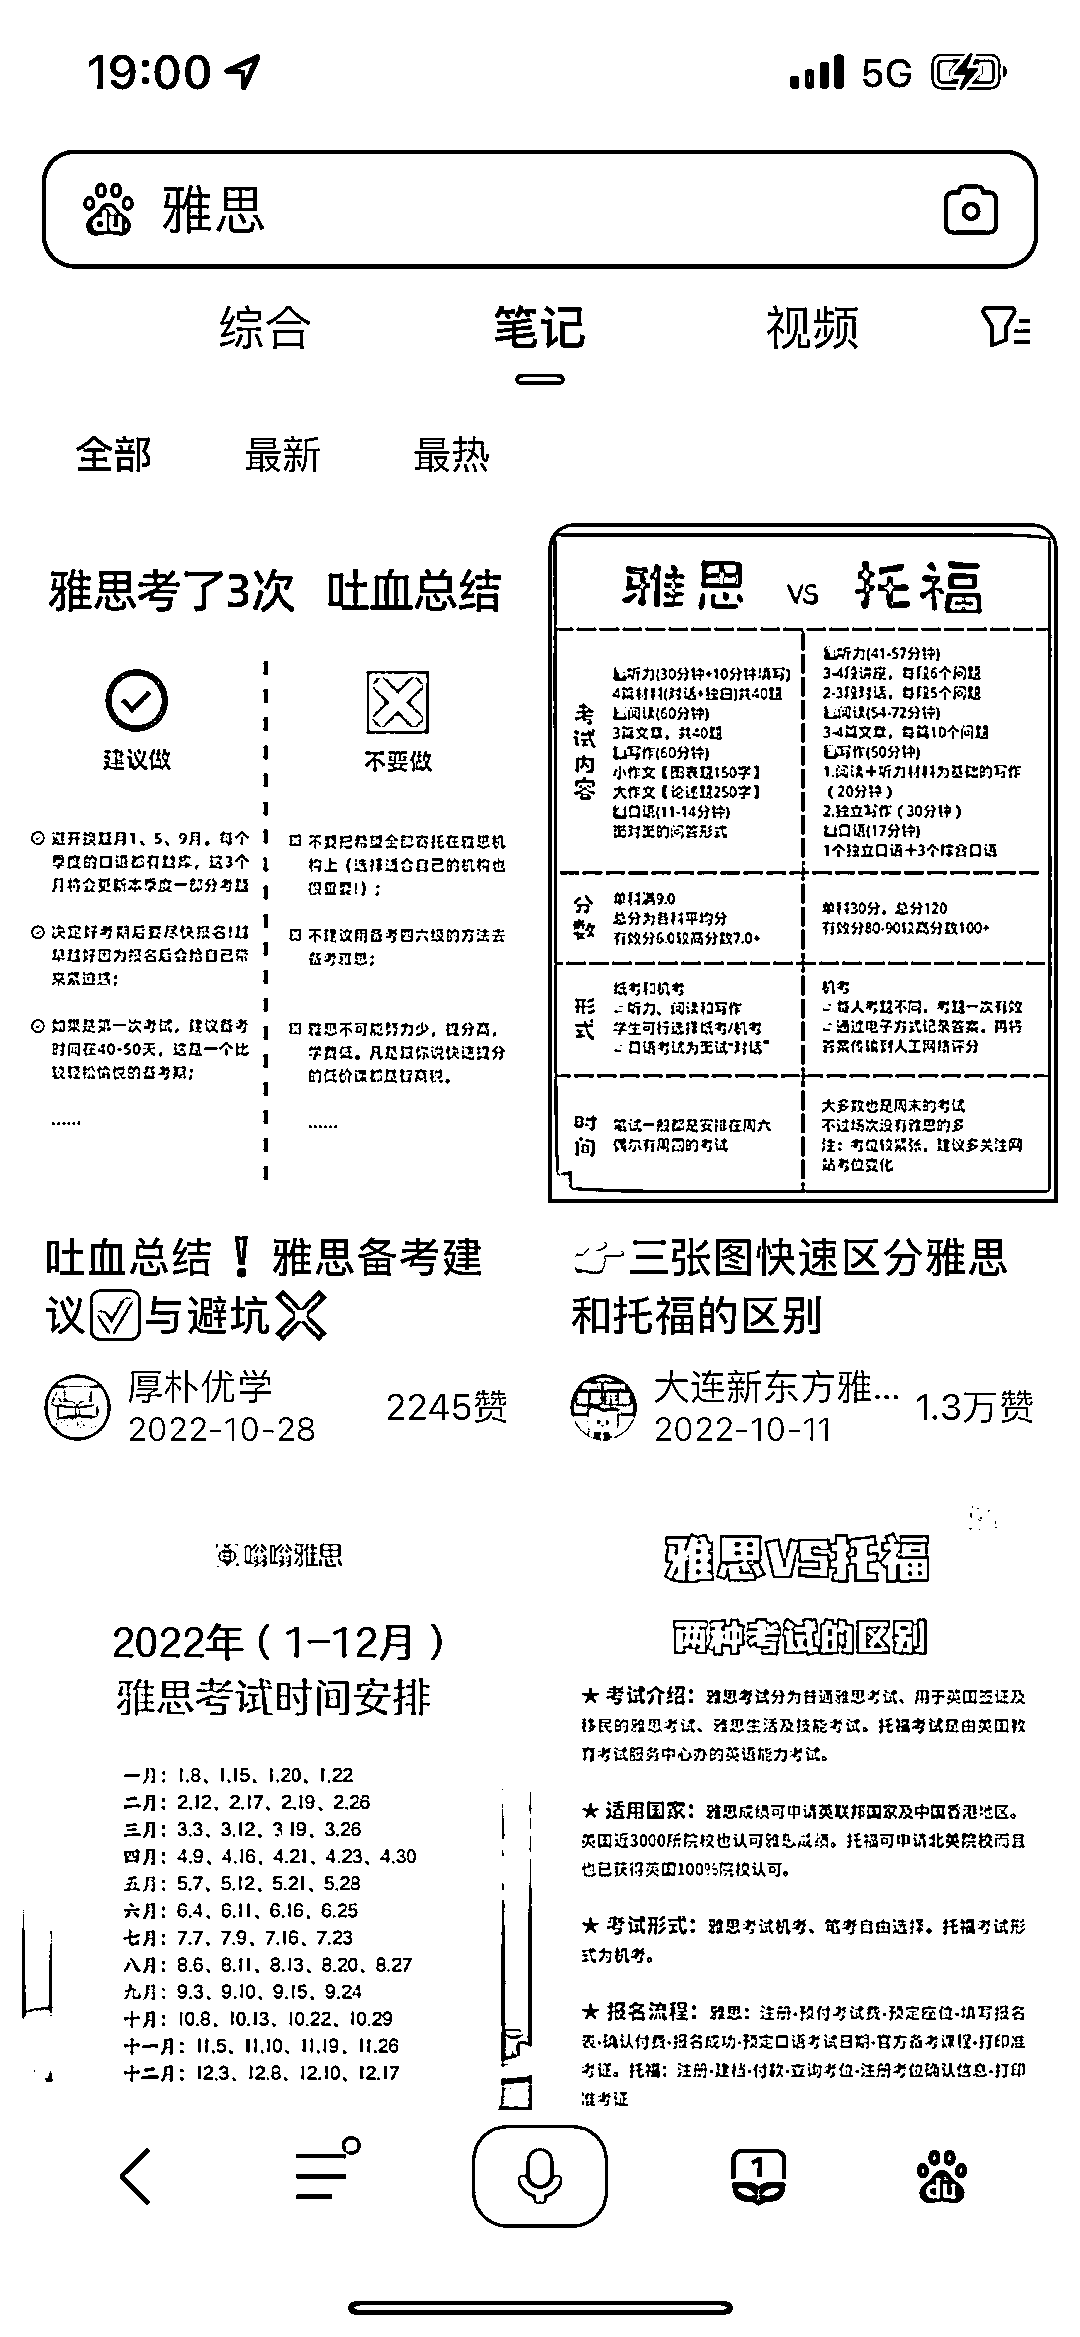 19:00
5G
雅思
综合
笔记
视频
全部
最新
最热
雅思考了3次 吐血总结
建议做
不要做
避开换题月1、5、9月。每个
季度的口语都有题库，这3个
月将会更新本季度一部分考题
决定好考期后要尽快报名!越
早越好因为报名后会给自己带
来紧迫感；
如果是第一次考试，建议备考
时间在40-50天，这是一个比
较轻松愉悦的备考期；
......
不要把希望全部寄托在雅思机
构上（选择适合自己的机构也
很重要!）；
不建议用备考四六级的方法去
备考雅思；
雅思不可能努力少，提分高，
学费低。凡是跟你说快速提分
的低价课都是好高骛。
......
雅思 VS 托福
考试内容
听力(30分钟+10分钟填写)
4篇材料(对话+独白)共40题
阅读(60分钟)
3篇文章，共40题
写作(60分钟)
小作文【图表题150字】
大作文【论述题250字】
口语(11-14分钟)
面对面的问答形式
听力(41-57分钟)
3-4段讲座，每段6个问题
2-3段对话，每段5个问题
阅读(54-72分钟)
3-4篇文章，每篇10个问题
写作(50分钟)
1.阅读+听力材料为基础的写作
（20分钟）
2.独立写作（30分钟）
口语(17分钟)
1个独立口语+3个综合口语
分数
单科满9.0
总分为各科平均分
有效分6.0较高分数7.0+
单科30分，总分120
有效分80-90较高分数100+
形式
纸考和机考
听力、阅读和写作
学生可行选择纸考/机考
口语考试为面试“对话”
机考
每人考题不同，考题一次有效
通过电子方式记录答案，再将
答案传输到人工网络评分
时间
笔试一般都是安排在周六
偶尔有周四的考试
大多数也是周末的考试
不过场次没有雅思的多
注：考位较紧张，建议多关注网
站考位变化
吐血总结❗雅思备考建
议☑与避坑❌
厚朴优学
2022-10-28
2245赞
👉三张图快速区分雅思
和托福的区别
大连新东方雅...
2022-10-11
1.3万赞
嗡嗡雅思
2022年（1-12月）
雅思考试时间安排
一月：1.8、1.15、1.20、1.22
二月：2.12、2.17、2.19、2.26
三月：3.3、3.12、3.19、3.26
四月：4.9、4.16、4.21、4.23、4.30
五月：5.7、5.12、5.21、5.28
六月：6.4、6.11、6.16、6.25
七月：7.7、7.9、7.16、7.23
八月：8.6、8.11、8.13、8.20、8.27
九月：9.3、9.10、9.15、9.24
十月：10.8、10.13、10.22、10.29
十一月：11.5、11.10、11.19、11.26
十二月：12.3、12.8、12.10、12.17
雅思VS托福
两种考试的区别
★ 考试介绍：雅思考试分为普通雅思考试、用于英国签证及
移民的雅思考试、雅思生活及技能考试。托福考试是由美国教
育考试服务中心办的英语能力考试。
★ 适用国家：雅思成绩可申请英联邦国家及中国香港地区。
美国近3000所院校也认可雅思成绩。托福可申请北美院校而且
也已获得英国100%院校认可。
★ 考试形式：雅思考试机考、笔考自由选择。托福考试形
式为机考。
★ 报名流程：雅思：注册-预付考试费-预定座位-填写报名
表-确认付费-报名成功-预定口语考试日期-官方备考课程-打印准
考证。托福：注册-建档-付款-查询考位-注册考位确认信息-打印
准考证
1
du